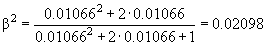 β² = (0.01066² + 2·0.01066) / (0.01066² + 2·0.01066 + 1) = 0.02098